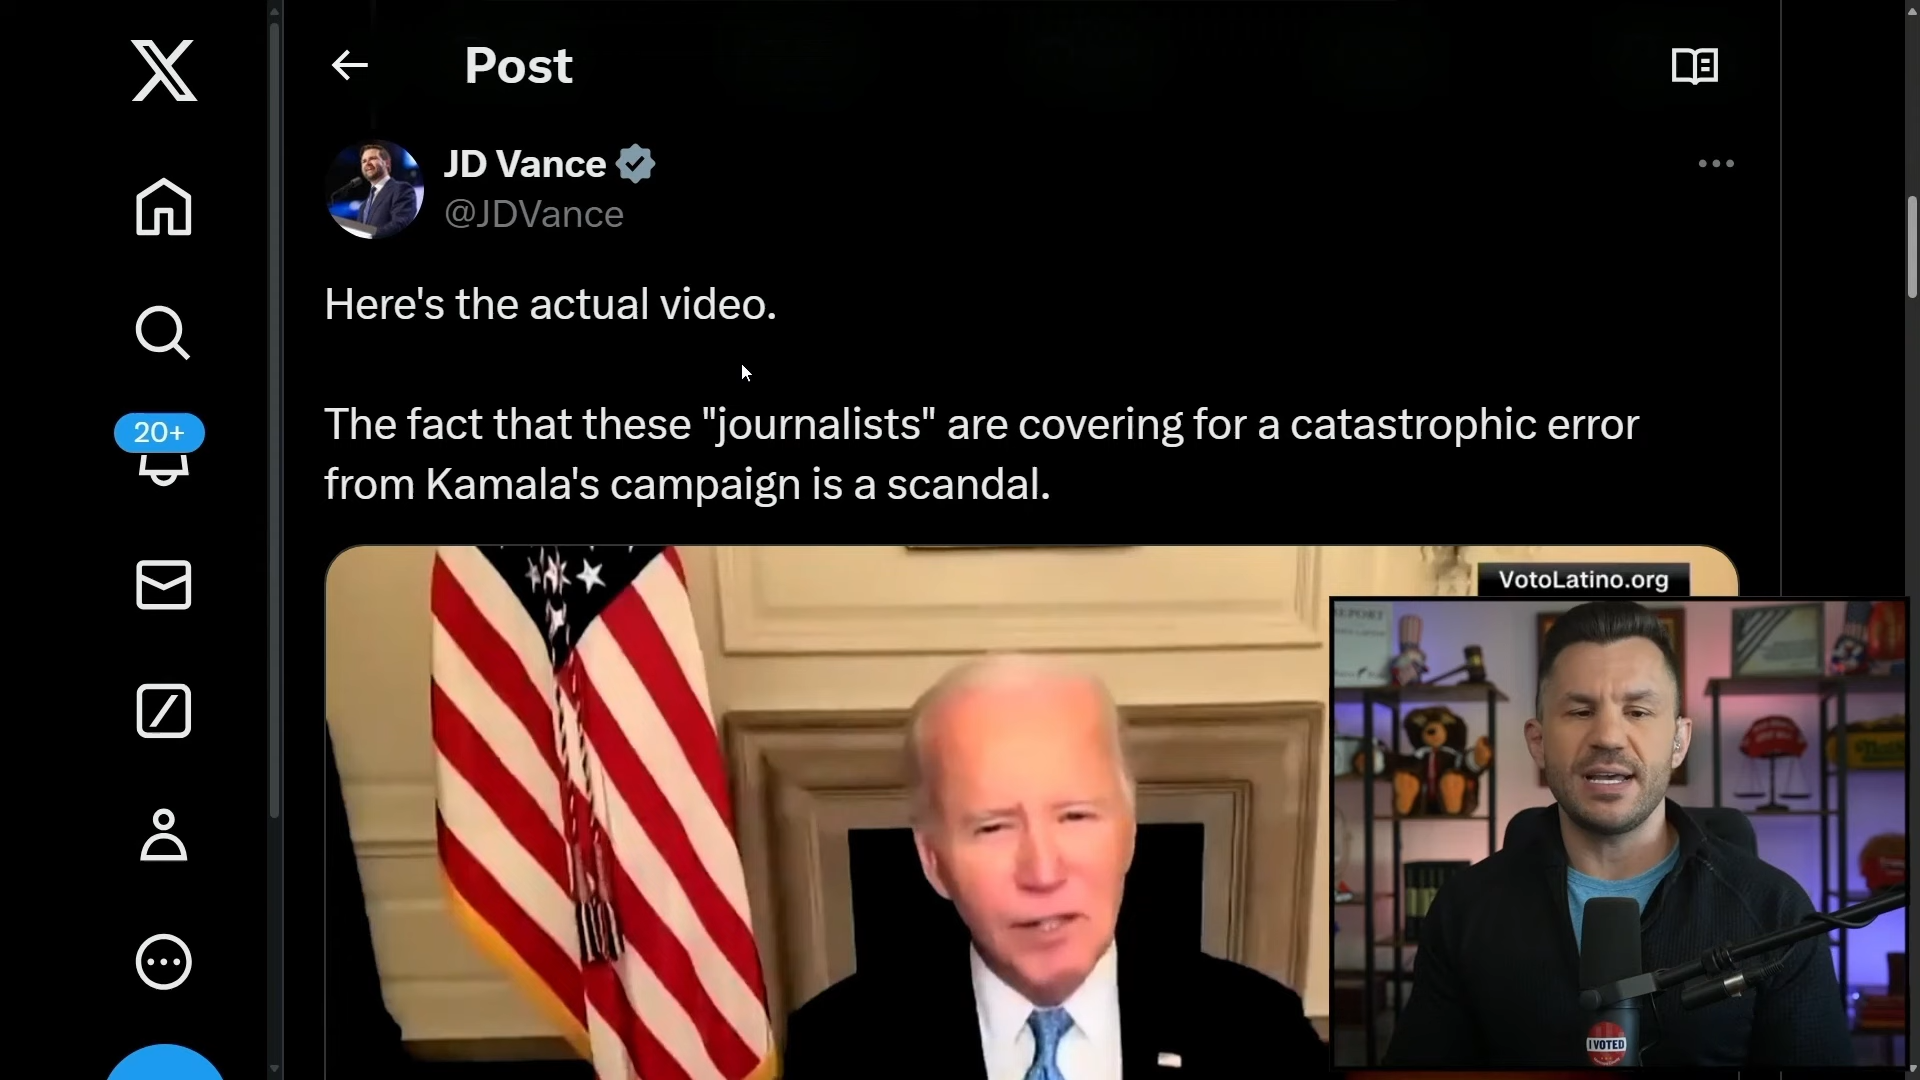 Post
JD Vance
@JDVance
Here's the actual video.
The fact that these "journalists" are covering for a catastrophic error
from Kamala's campaign is a scandal.
20+
VotoLatino.org
I VOTED